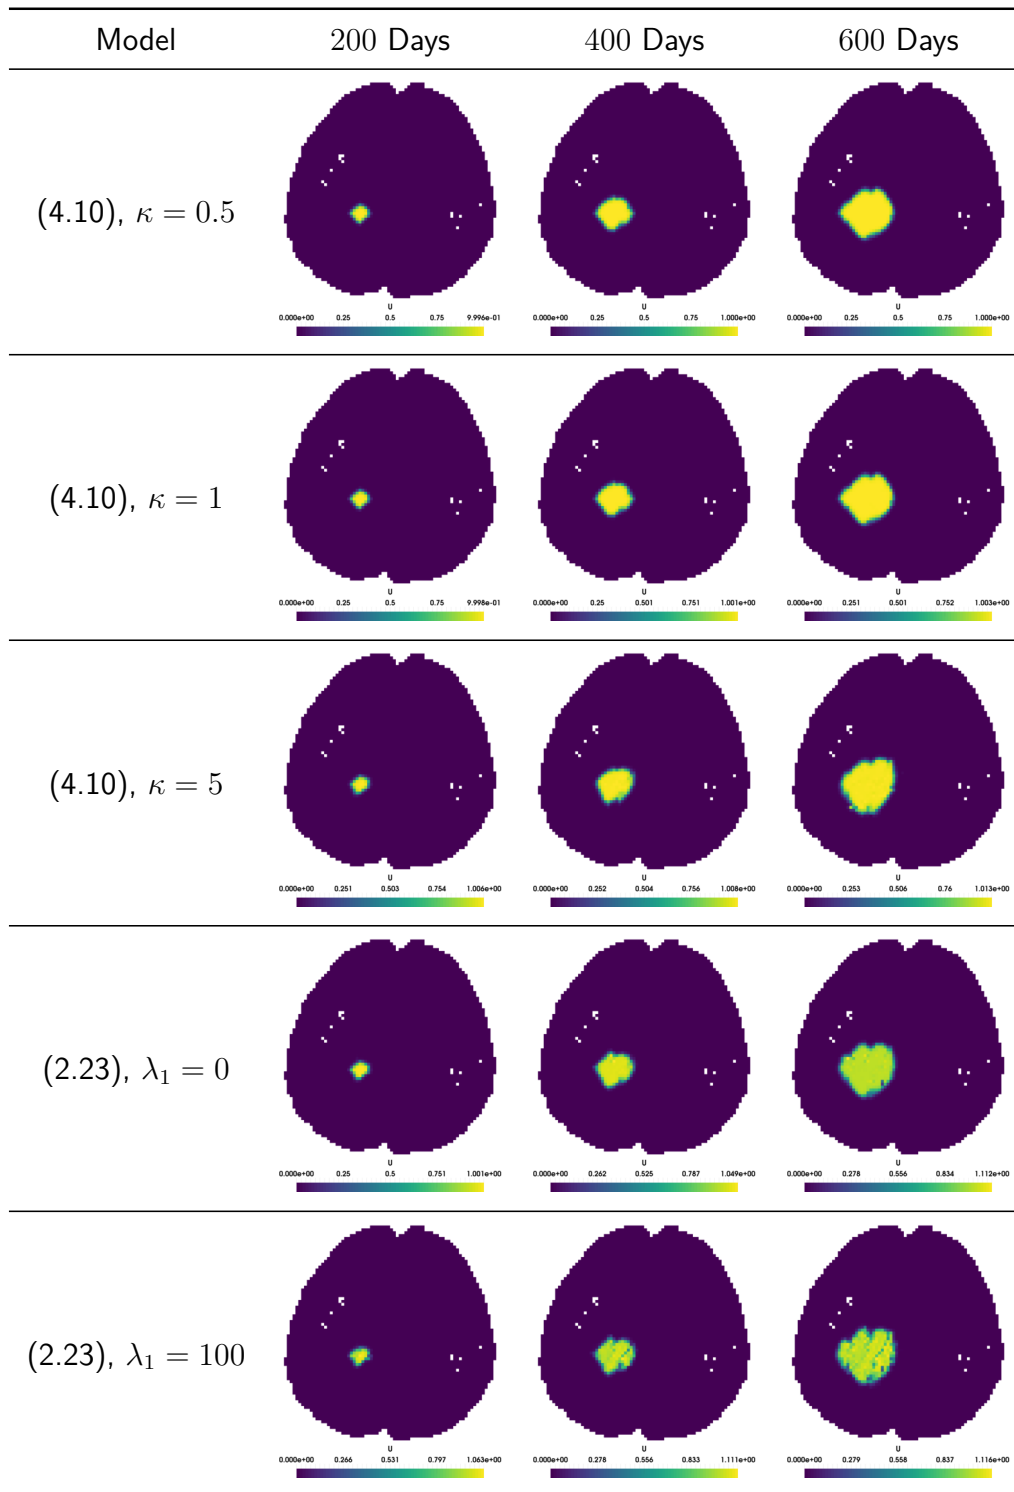 Model 200 Days 400 Days 600 Days
(4.10), κ = 0.5
U U U
0.000e+00 0.25 0.5 0.75 9.996e-01 0.000e+00 0.25 0.5 0.75 1.000e+00 0.000e+00 0.25 0.5 0.75 1.000e+00
(4.10), κ = 1
U U U
0.000e+00 0.25 0.5 0.75 9.998e-01 0.000e+00 0.25 0.501 0.751 1.001e+00 0.000e+00 0.251 0.501 0.752 1.003e+00
(4.10), κ = 5
U U U
0.000e+00 0.251 0.503 0.754 1.006e+00 0.000e+00 0.252 0.504 0.756 1.008e+00 0.000e+00 0.253 0.506 0.76 1.013e+00
(2.23), λ₁ = 0
U U U
0.000e+00 0.25 0.5 0.751 1.001e+00 0.000e+00 0.262 0.525 0.787 1.049e+00 0.000e+00 0.278 0.556 0.834 1.112e+00
(2.23), λ₁ = 100
U U U
0.000e+00 0.266 0.531 0.797 1.063e+00 0.000e+00 0.278 0.556 0.833 1.111e+00 0.000e+00 0.279 0.558 0.837 1.116e+00